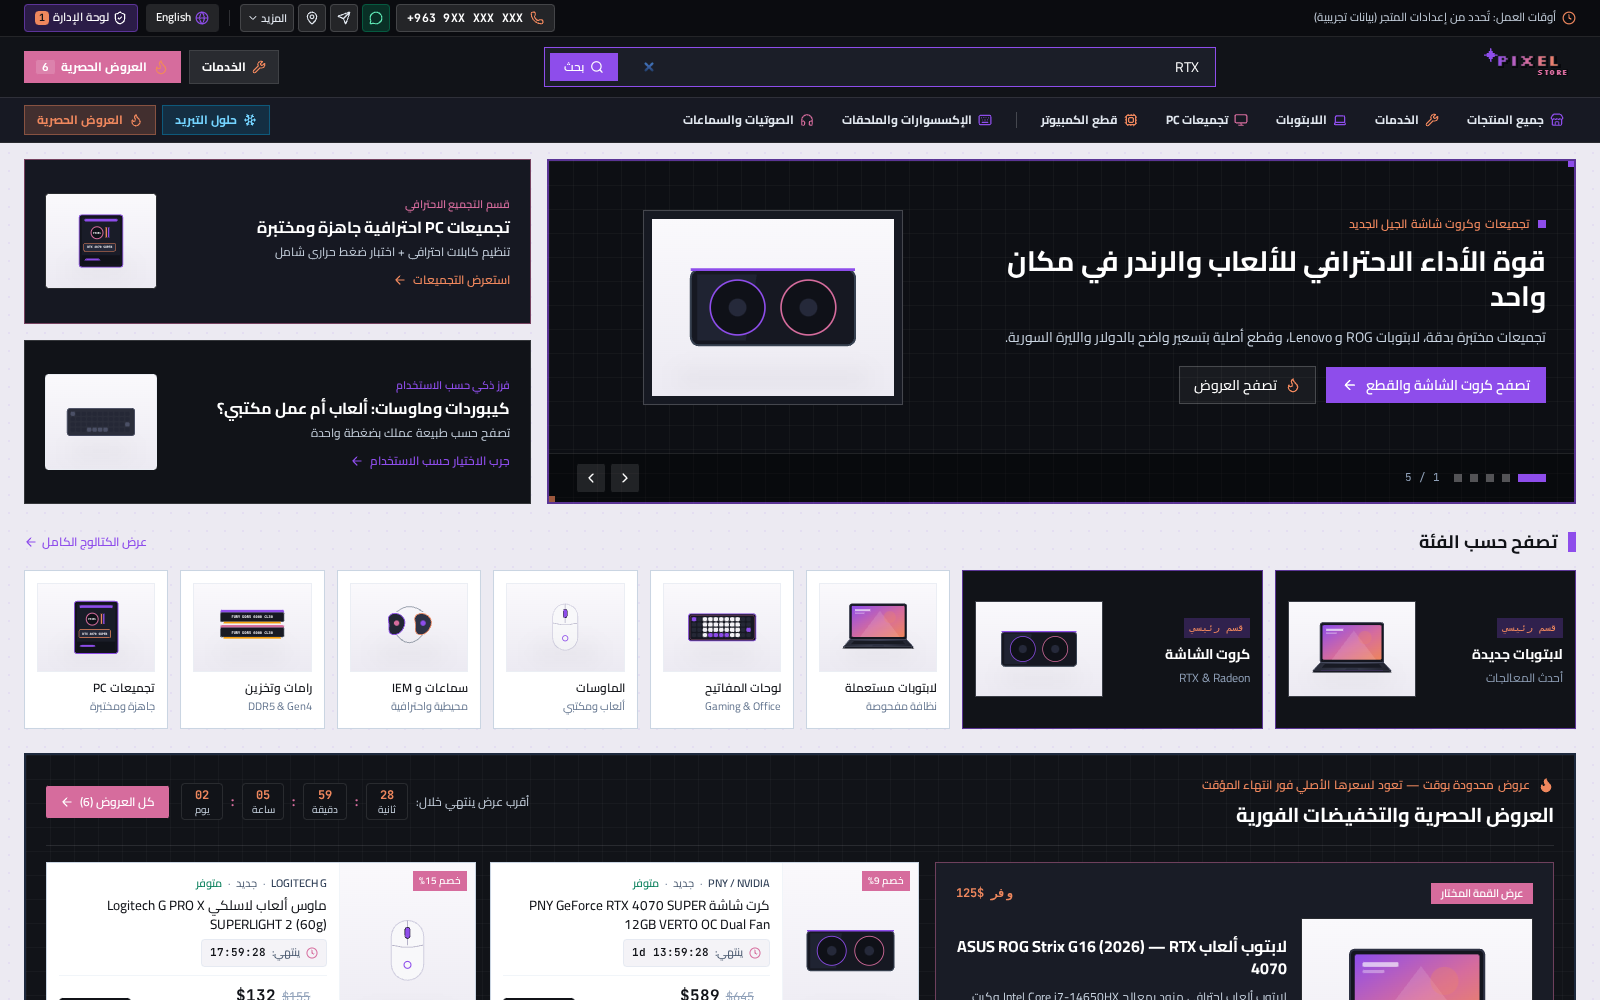 أوقات العمل: تُحدد من إعدادات المتجر (بيانات تجريبية)
+963 9XX XXX XXX
المزيد
English
لوحة الإدارة 1
PIXEL
STORE
RTX
بحث
الخدمات
العروض الحصرية 6
جميع المنتجات
الخدمات
اللابتوبات
تجميعات PC
قطع الكمبيوتر
الإكسسوارات والملحقات
الصوتيات والسماعات
حلول التبريد
العروض الحصرية
تجميعات وكروت شاشة الجيل الجديد
قوة الأداء الاحترافي للألعاب والرندر في مكان
واحد
تجميعات مختبرة بدقة، لابتوبات ROG و Lenovo، وقطع أصلية بتسعير واضح بالدولار والليرة السورية.
تصفح كروت الشاشة والقطع
تصفح العروض
1 / 5
قسم التجميع الاحترافي
تجميعات PC احترافية جاهزة ومختبرة
تنظيم كابلات احترافي + اختبار ضغط حراري شامل
استعرض التجميعات
فرز ذكي حسب الاستخدام
كيبوردات وماوسات: ألعاب أم عمل مكتبي؟
تصفح حسب طبيعة عملك بضغطة واحدة
جرب الاختيار حسب الاستخدام
تصفح حسب الفئة
عرض الكتالوج الكامل
قسم رئيسي
لابتوبات جديدة
أحدث المعالجات
قسم رئيسي
كروت الشاشة
RTX & Radeon
لابتوبات مستعملة
نظافة مفحوصة
لوحات المفاتيح
Gaming & Office
الماوسات
ألعاب ومكتبي
سماعات و IEM
محيطية واحترافية
رامات وتخزين
DDR5 & Gen4
تجميعات PC
جاهزة ومختبرة
عروض محدودة بوقت — تعود لسعرها الأصلي فور انتهاء المؤقت
العروض الحصرية والتخفيضات الفورية
أقرب عرض ينتهي خلال:
28 ثانية : 59 دقيقة : 05 ساعة : 02 يوم
كل العروض (6)
عرض القمة المختار
وفر $125
لابتوب ألعاب ASUS ROG Strix G16 (2026) — RTX
4070
لابتوب ألعاب احترافي مزود بمعالج Intel Core i7-14650HX وكرت
خصم 9%
PNY / NVIDIA · جديد · متوفر
كرت شاشة PNY GeForce RTX 4070 SUPER
12GB VERTO OC Dual Fan
ينتهي: 1d 13:59:28
$645 $589
خصم 15%
LOGITECH G · جديد · متوفر
ماوس ألعاب لاسلكي Logitech G PRO X
SUPERLIGHT 2 (60g)
ينتهي: 17:59:28
$155 $132